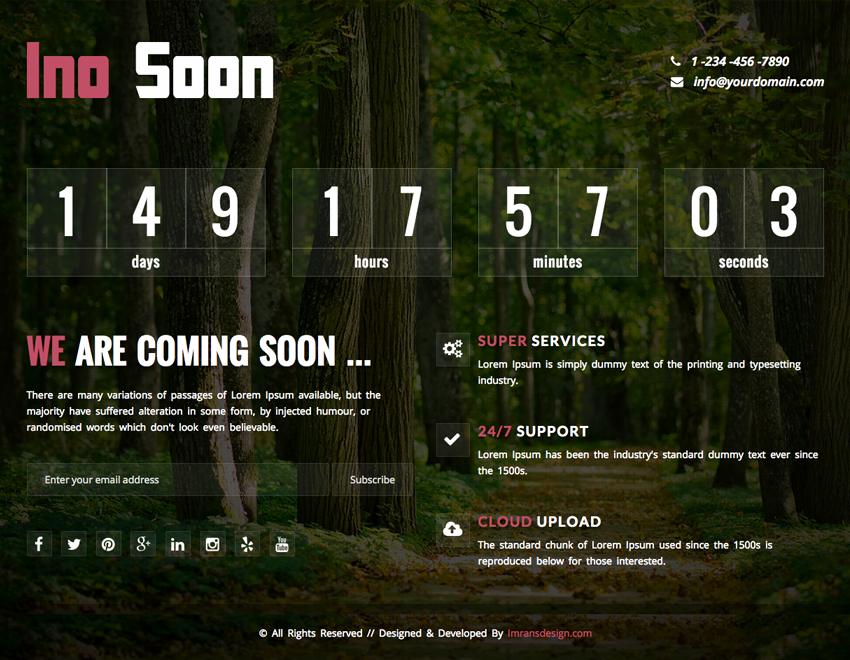 Ino Soon
1 -234 -456 -7890
info@yourdomain.com
1 4 9
days
1 7
hours
5 7
minutes
0 3
seconds
WE ARE COMING SOON ...
There are many variations of passages of Lorem Ipsum available, but the
majority have suffered alteration in some form, by injected humour, or
randomised words which don't look even believable.
Enter your email address
Subscribe
f
g+
in
You
Tube
SUPER SERVICES
Lorem Ipsum is simply dummy text of the printing and typesetting
industry.
24/7 SUPPORT
Lorem Ipsum has been the industry's standard dummy text ever since
the 1500s.
CLOUD UPLOAD
The standard chunk of Lorem Ipsum used since the 1500s is
reproduced below for those interested.
© All Rights Reserved // Designed & Developed By Imransdesign.com